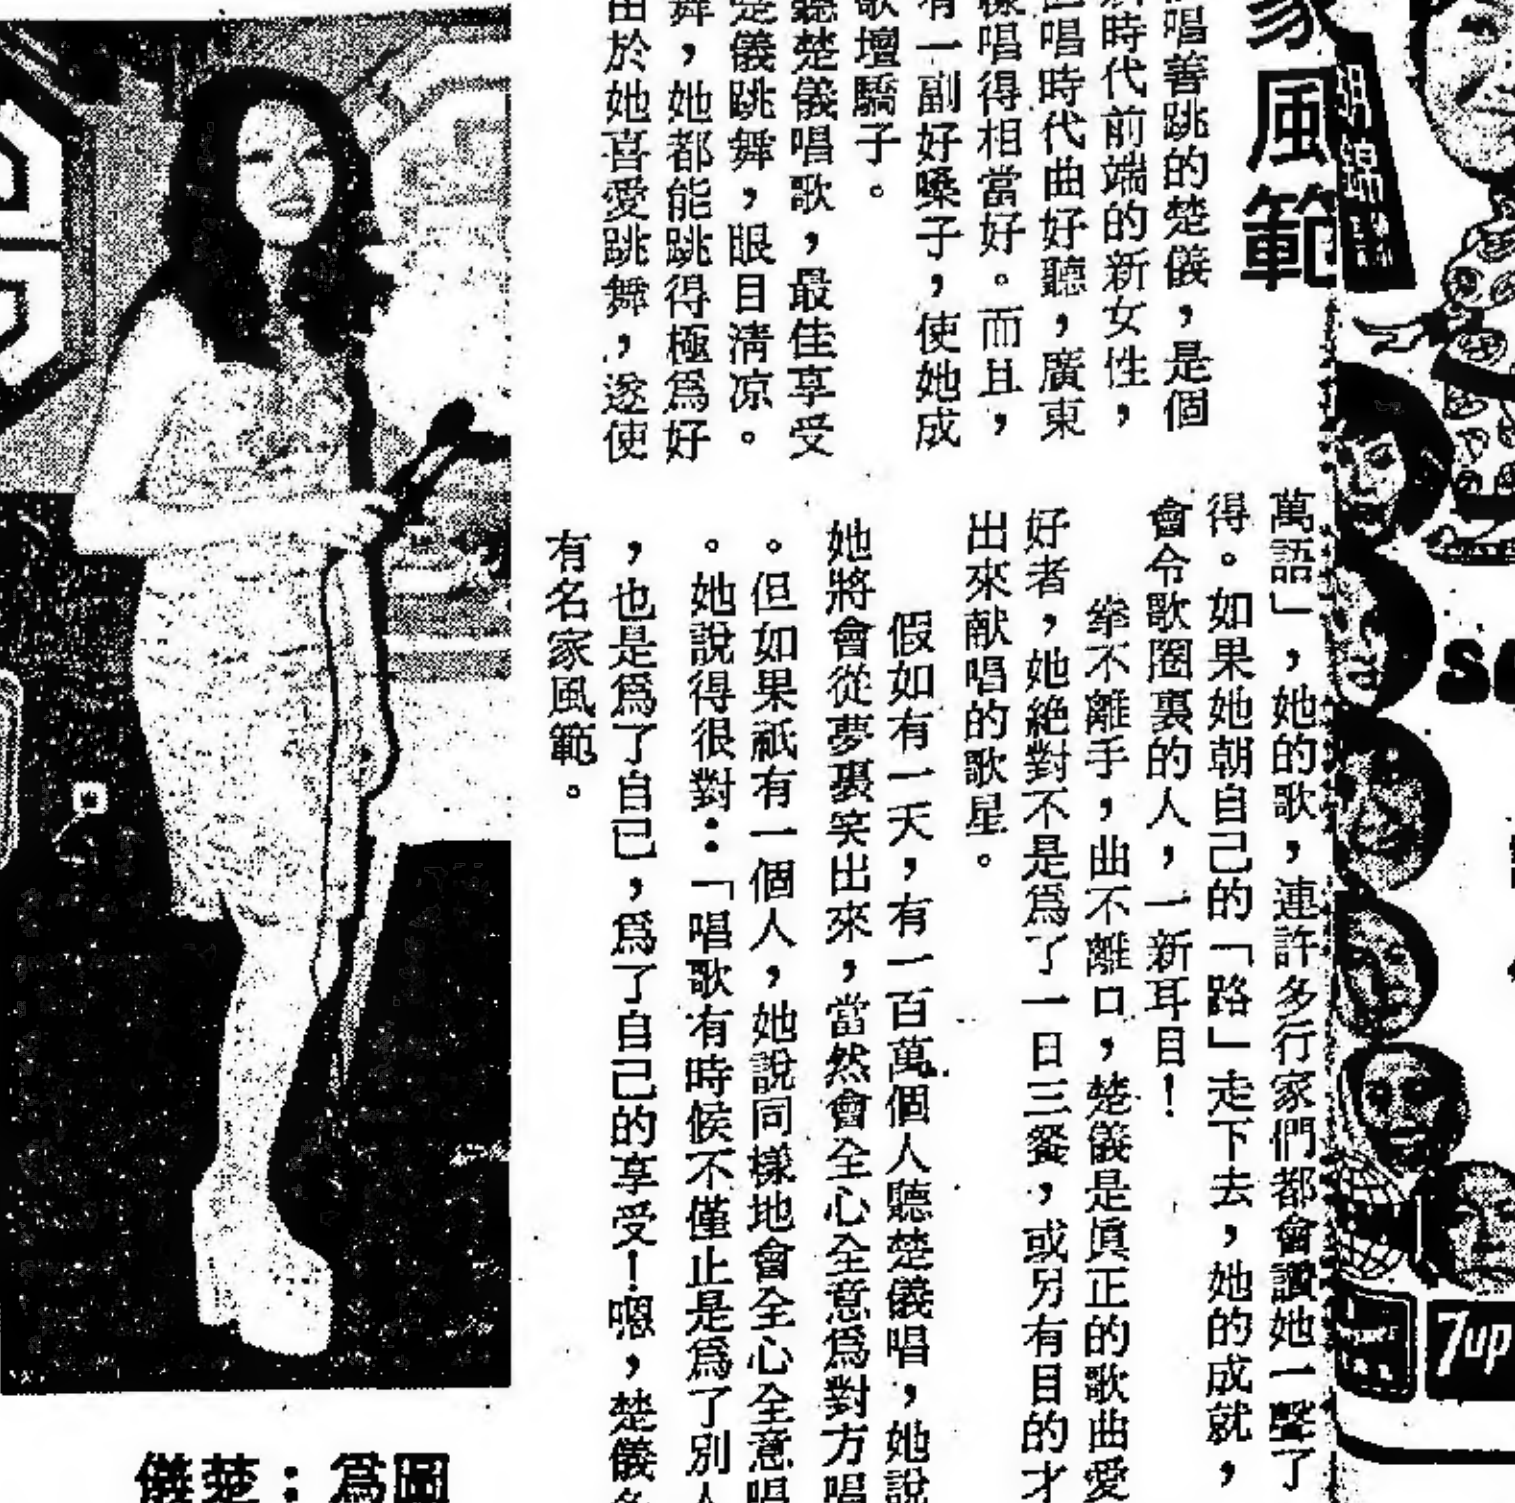 家風範
唱善跳的楚儀，是個
時代前端的新女性，
唱時代曲好聽，廣東
樣唱得相當好。而且，
有一副好嗓子，使她成
歌壇驕子。
聽楚儀唱歌，最佳享受
楚儀跳舞，眼目清凉。
舞，她都能跳得極爲好
由於她喜愛跳舞，遂使
萬語」，她的歌，連許多行家們都會讚她一聲了
得。如果她朝自己的「路」走下去，她的成就，
會令歌圈裏的人，一新耳目！
拳不離手，曲不離口，楚儀是眞正的歌曲愛
好者，她絶對不是爲了一日三餐，或另有目的才
出來献唱的歌星。
假如有一天，有一百萬個人聽楚儀唱，她說
她將會從夢裏笑出來，當然會全心全意爲對方唱
。但如果祇有一個人，她說同樣地會全心全意唱
。她說得很對：「唱歌有時候不僅止是爲了別人
，也是爲了自己，爲了自己的享受！嗯，楚儀名
有名家風範。
圖爲：楚儀
7up